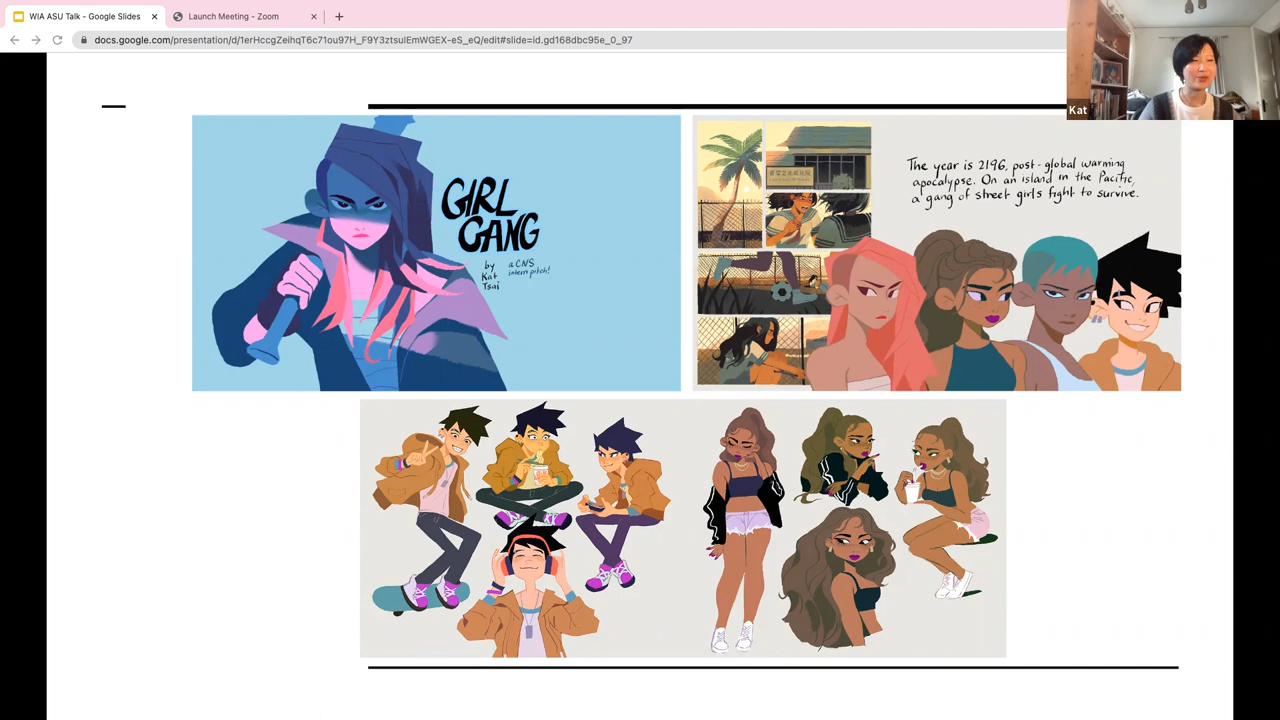 WIA ASU Talk - Google Slides
Launch Meeting - Zoom
docs.google.com/presentation/d/1erHccgZeihqT6c71ou97H_F9Y3ztsulEmWGEX-eS_eQ/edit#slide=id.gd168dbc95e_0_97
Kat
GIRL
GANG
by
Kat
Tsai
a CNS
intern pitch!
The year is 2196, post-global warming
apocalypse. On an island in the Pacific,
a gang of street girls fight to survive.